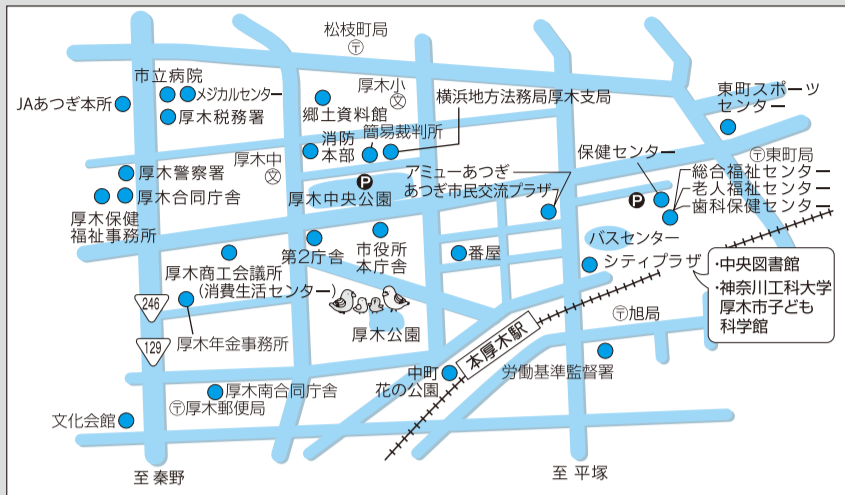 松枝町局
〒
市立病院
メジカルセンター
JAあつぎ本所
厚木税務署
郷土資料館
厚木小
文
横浜地方法務局厚木支局
東町スポーツ
センター
消防
本部
簡易裁判所
厚木中
文
保健センター
〒東町局
厚木警察署
厚木合同庁舎
厚木保健
福祉事務所
P
厚木中央公園
アミューあつぎ
あつぎ市民交流プラザ
P
総合福祉センター
老人福祉センター
歯科保健センター
バスセンター
第2庁舎
市役所
本庁舎
番屋
シティプラザ
・中央図書館
・神奈川工科大学
厚木市子ども
科学館
厚木商工会議所
(消費生活センター)
246
129
厚木年金事務所
厚木公園
本厚木駅
〒旭局
労働基準監督署
中町
花の公園
厚木南合同庁舎
〒厚木郵便局
文化会館
至 秦野
至 平塚